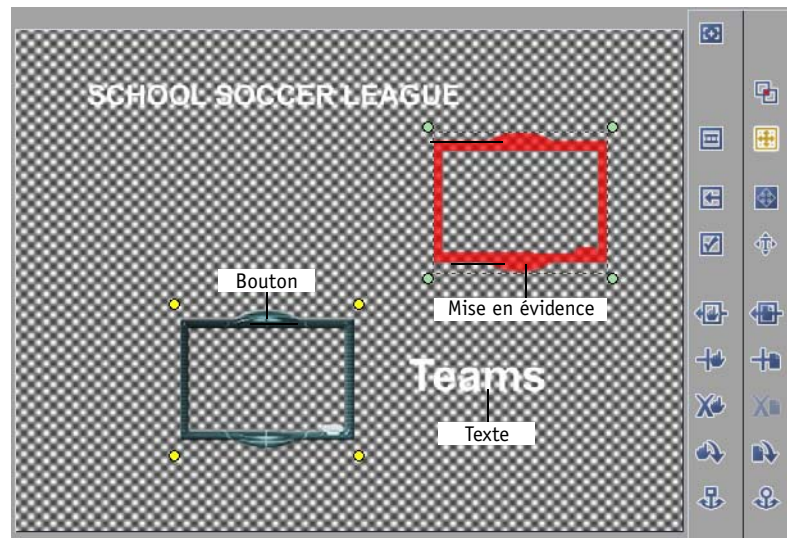 SCHOOL SOCCER LEAGUE
Bouton
Mise en évidence
Teams
Texte